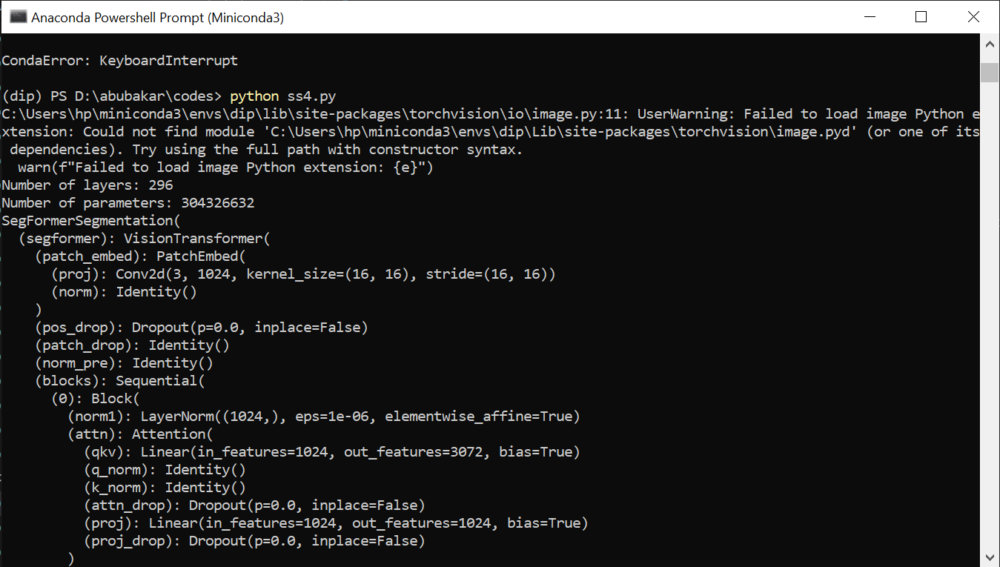 Anaconda Powershell Prompt (Miniconda3)
CondaError: KeyboardInterrupt
(dip) PS D:\abubakar\codes> python ss4.py
C:\Users\hp\miniconda3\envs\dip\lib\site-packages\torchvision\io\image.py:11: UserWarning: Failed to load image Python e
xtension: Could not find module 'C:\Users\hp\miniconda3\envs\dip\Lib\site-packages\torchvision\image.pyd' (or one of its
 dependencies). Try using the full path with constructor syntax.
  warn(f"Failed to load image Python extension: {e}")
Number of layers: 296
Number of parameters: 304326632
SegFormerSegmentation(
  (segformer): VisionTransformer(
    (patch_embed): PatchEmbed(
      (proj): Conv2d(3, 1024, kernel_size=(16, 16), stride=(16, 16))
      (norm): Identity()
    )
    (pos_drop): Dropout(p=0.0, inplace=False)
    (patch_drop): Identity()
    (norm_pre): Identity()
    (blocks): Sequential(
      (0): Block(
        (norm1): LayerNorm((1024,), eps=1e-06, elementwise_affine=True)
        (attn): Attention(
          (qkv): Linear(in_features=1024, out_features=3072, bias=True)
          (q_norm): Identity()
          (k_norm): Identity()
          (attn_drop): Dropout(p=0.0, inplace=False)
          (proj): Linear(in_features=1024, out_features=1024, bias=True)
          (proj_drop): Dropout(p=0.0, inplace=False)
        )